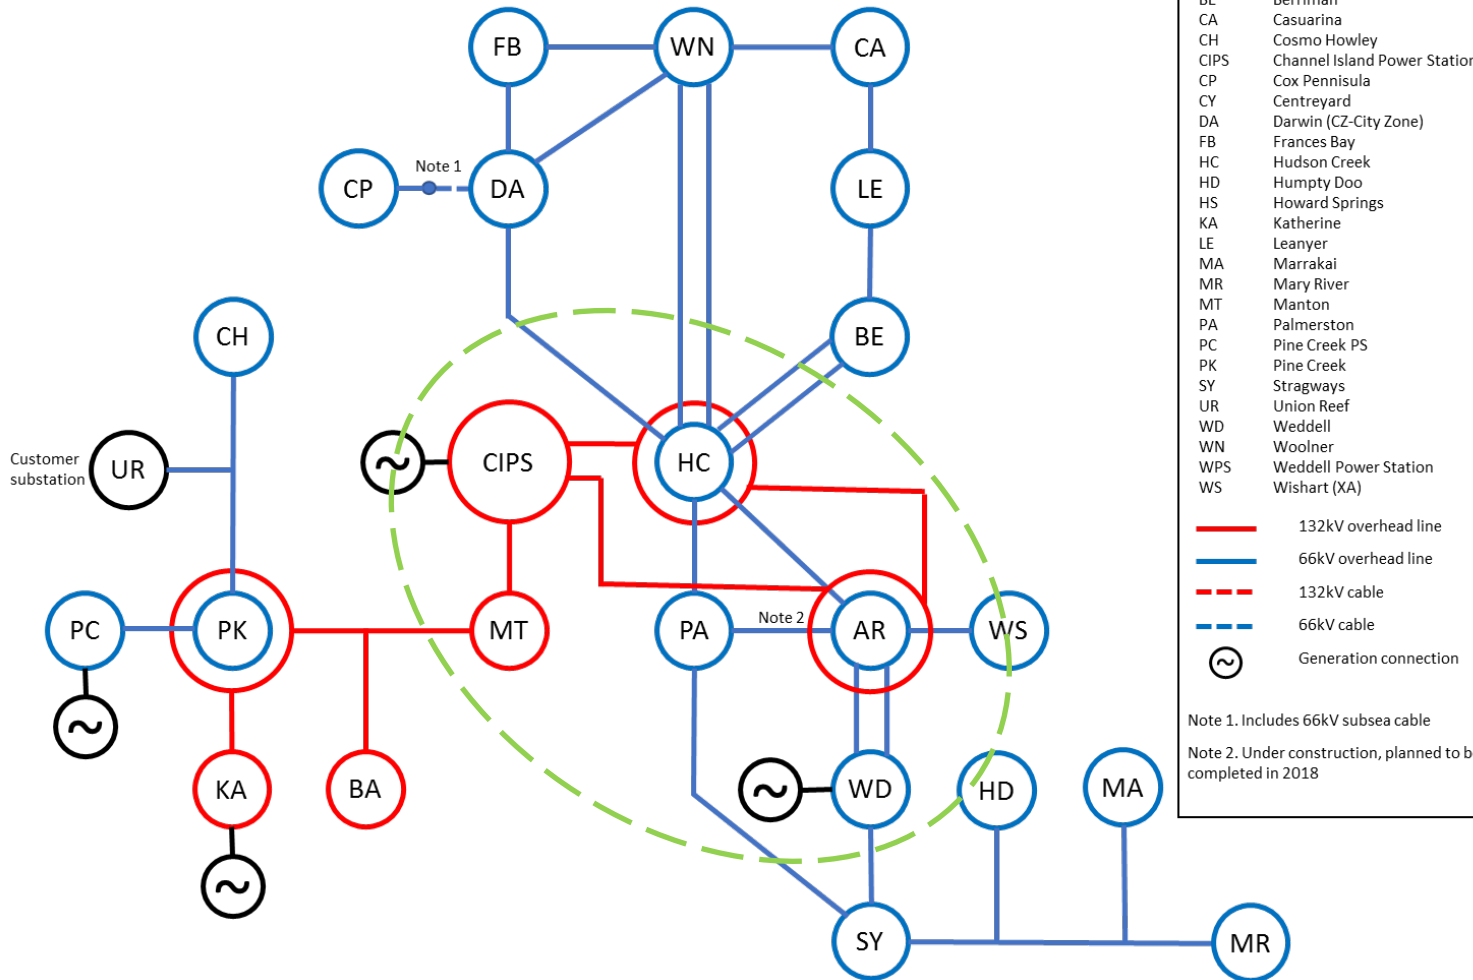 FB
WN
CA
Note 1
CP
DA
LE
CH
BE
Customer
substation
UR
CIPS
HC
PC
PK
MT
PA
Note 2
AR
WS
KA
BA
WD
HD
MA
SY
MR
CA Casuarina
CH Cosmo Howley
CIPS Channel Island Power Station
CP Cox Pennisula
CY Centreyard
DA Darwin (CZ-City Zone)
FB Frances Bay
HC Hudson Creek
HD Humpty Doo
HS Howard Springs
KA Katherine
LE Leanyer
MA Marrakai
MR Mary River
MT Manton
PA Palmerston
PC Pine Creek PS
PK Pine Creek
SY Stragways
UR Union Reef
WD Weddell
WN Woolner
WPS Weddell Power Station
WS Wishart (XA)
132kV overhead line
66kV overhead line
132kV cable
66kV cable
Generation connection
Note 1. Includes 66kV subsea cable
Note 2. Under construction, planned to be
completed in 2018